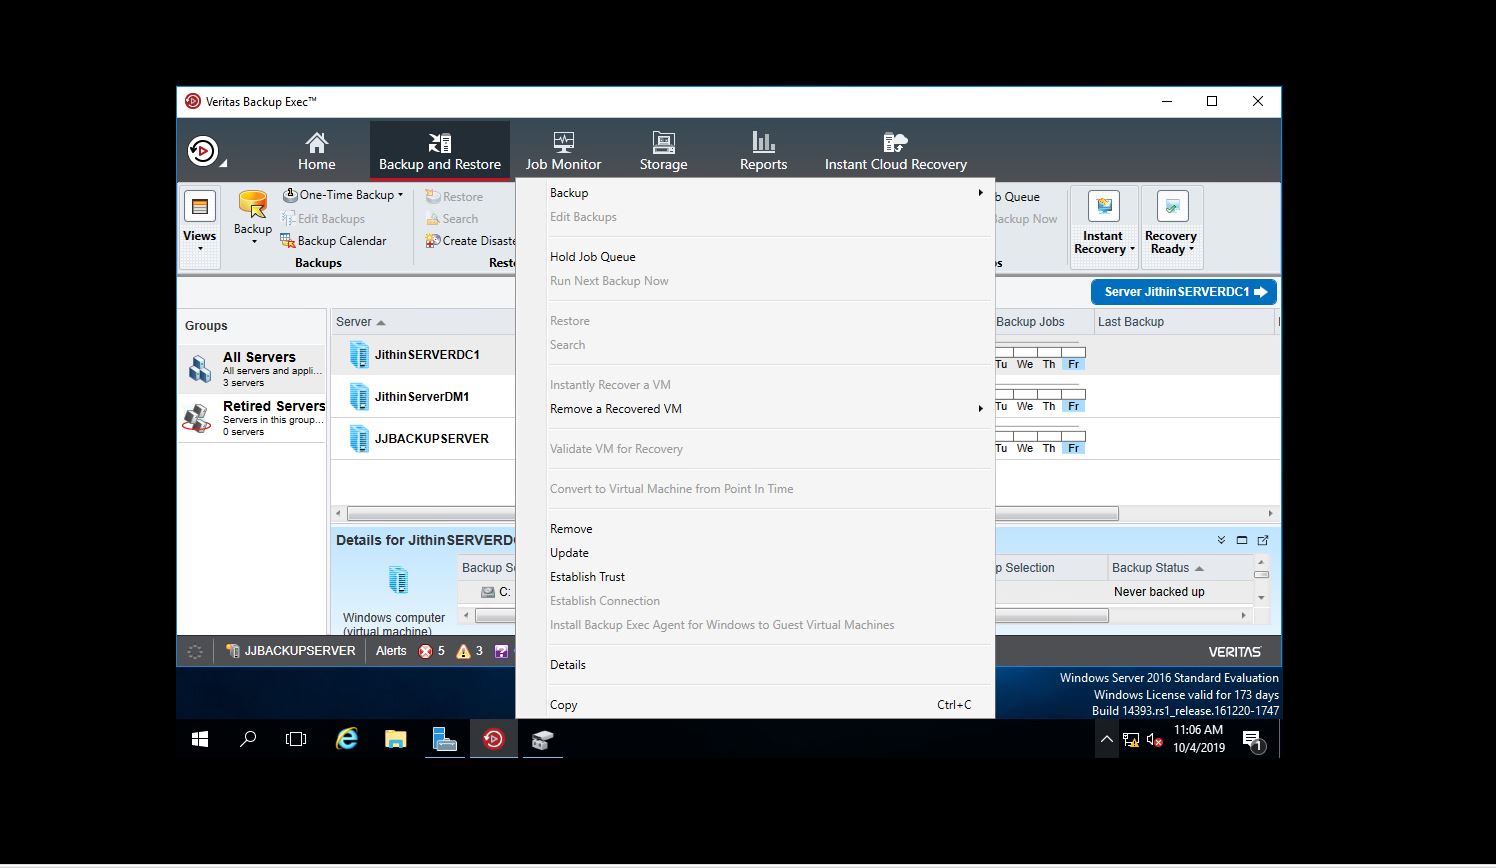 Veritas Backup Exec™
Home
Backup and Restore
Job Monitor
Storage
Reports
Instant Cloud Recovery
Views
Backup
One-Time Backup
Edit Backups
Backup Calendar
Backups
Restore
Search
Create Disaste
Resto
b Queue
Backup Now
bs
Instant
Recovery
Recovery
Ready
Server JithinSERVERDC1
Groups
All Servers
All servers and appli...
3 servers
Retired Servers
Servers in this group...
0 servers
Server
Backup Jobs
Last Backup
JithinSERVERDC1
Tu We Th Fr
JithinServerDM1
Tu We Th Fr
JJBACKUPSERVER
Tu We Th Fr
Backup
Edit Backups
Hold Job Queue
Run Next Backup Now
Restore
Search
Instantly Recover a VM
Remove a Recovered VM
Validate VM for Recovery
Convert to Virtual Machine from Point In Time
Remove
Update
Establish Trust
Establish Connection
Install Backup Exec Agent for Windows to Guest Virtual Machines
Details
Copy Ctrl+C
Details for JithinSERVERDC
Backup So
p Selection
Backup Status
C:
Never backed up
Windows computer
(virtual machine)
JJBACKUPSERVER
Alerts
5
3
VERITAS
Windows Server 2016 Standard Evaluation
Windows License valid for 173 days
Build 14393.rs1_release.161220-1747
11:06 AM
10/4/2019
1